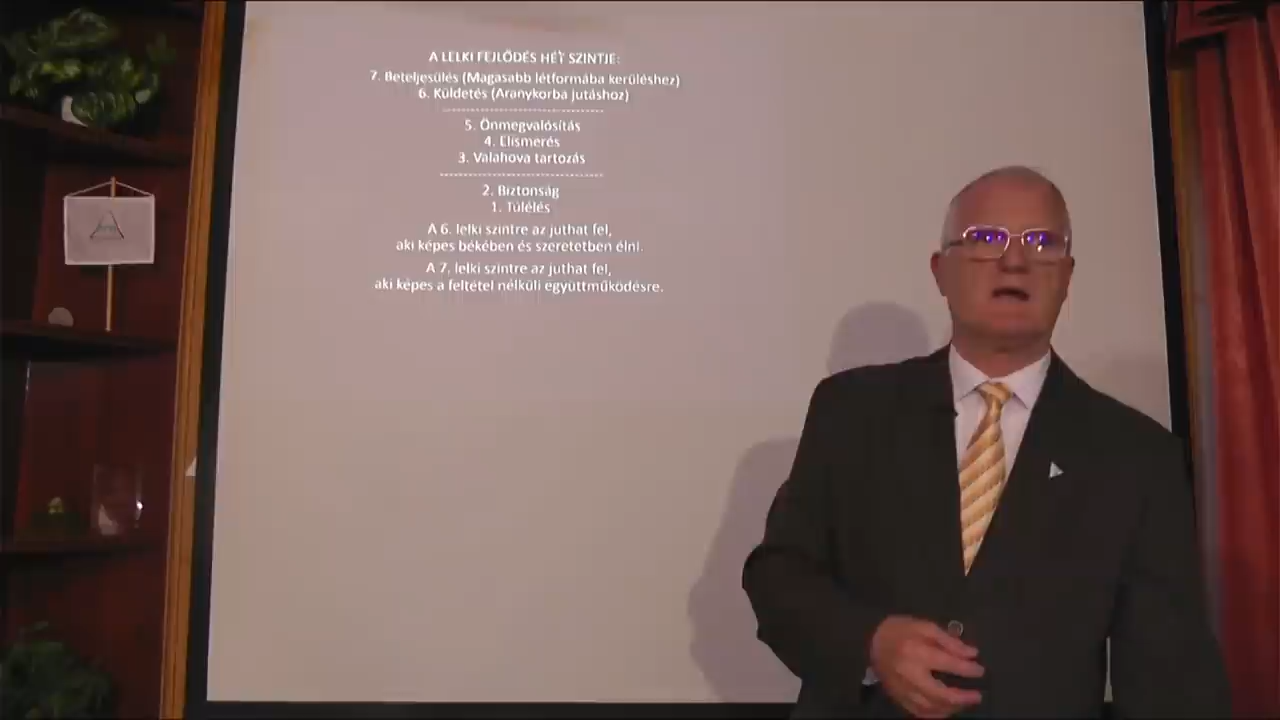 A LELKI FEJLŐDÉS HÉT SZINTJE:
7. Beteljesülés (Magasabb létformába kerüléshez)
6. Küldetés (Aranykorba jutáshoz)
--------------------------------
5. Önmegvalósítás
4. Elismerés
3. Valahova tartozás
--------------------------------
2. Biztonság
1. Túlélés
A 6. lelki szintre az juthat fel,
aki képes békében és szeretetben élni.
A 7. lelki szintre az juthat fel,
aki képes a feltétel nélküli együttműködésre.